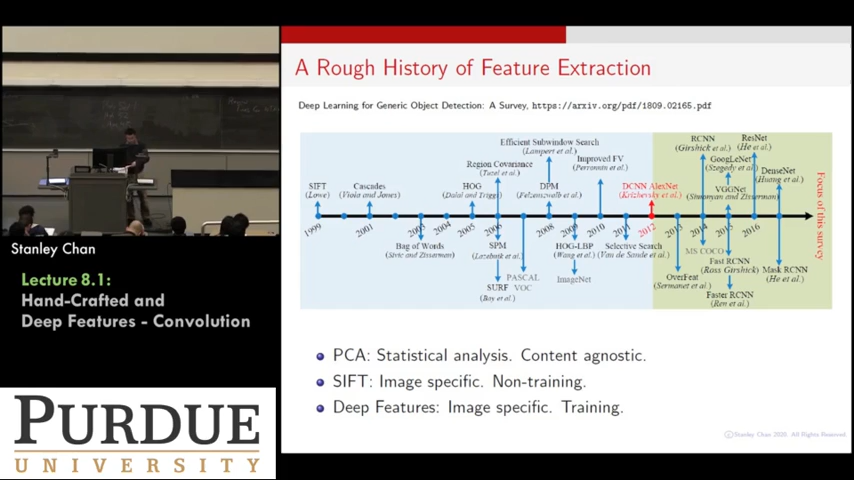 A Rough History of Feature Extraction
Deep Learning for Generic Object Detection: A Survey, https://arxiv.org/pdf/1809.02165.pdf
Efficient Subwindow Search
(Lampert et al.)
Region Covariance
(Tuzel et al.)
Improved FV
(Perronnin et al.)
RCNN
(Girshick et al.)
ResNet
(He et al.)
GoogLeNet
(Szegedy et al.)
DenseNet
(Huang et al.)
SIFT
(Lowe)
Cascades
(Viola and Jones)
HOG
(Dalal and Triggs)
DPM
(Felzenszwalb et al.)
DCNN AlexNet
(Krizhevsky et al.)
VGGNet
(Simonyan and Zisserman)
1999
2001
2003
2004
2005
2006
2008
2009
2010
2011
2012
2013
2014
2015
2016
Focus of this survey
Bag of Words
(Sivic and Zisserman)
SPM
(Lazebnik et al.)
HOG-LBP
(Wang et al.)
Selective Search
(Van de Sande et al.)
MS COCO
SURF
(Bay et al.)
PASCAL
VOC
ImageNet
OverFeat
(Sermanet et al.)
Fast RCNN
(Ross Girshick)
Mask RCNN
(He et al.)
Faster RCNN
(Ren et al.)
Stanley Chan
Lecture 8.1:
Hand-Crafted and
Deep Features - Convolution
PCA: Statistical analysis. Content agnostic.
SIFT: Image specific. Non-training.
Deep Features: Image specific. Training.
PURDUE
UNIVERSITY
©Stanley Chan 2020. All Rights Reserved.